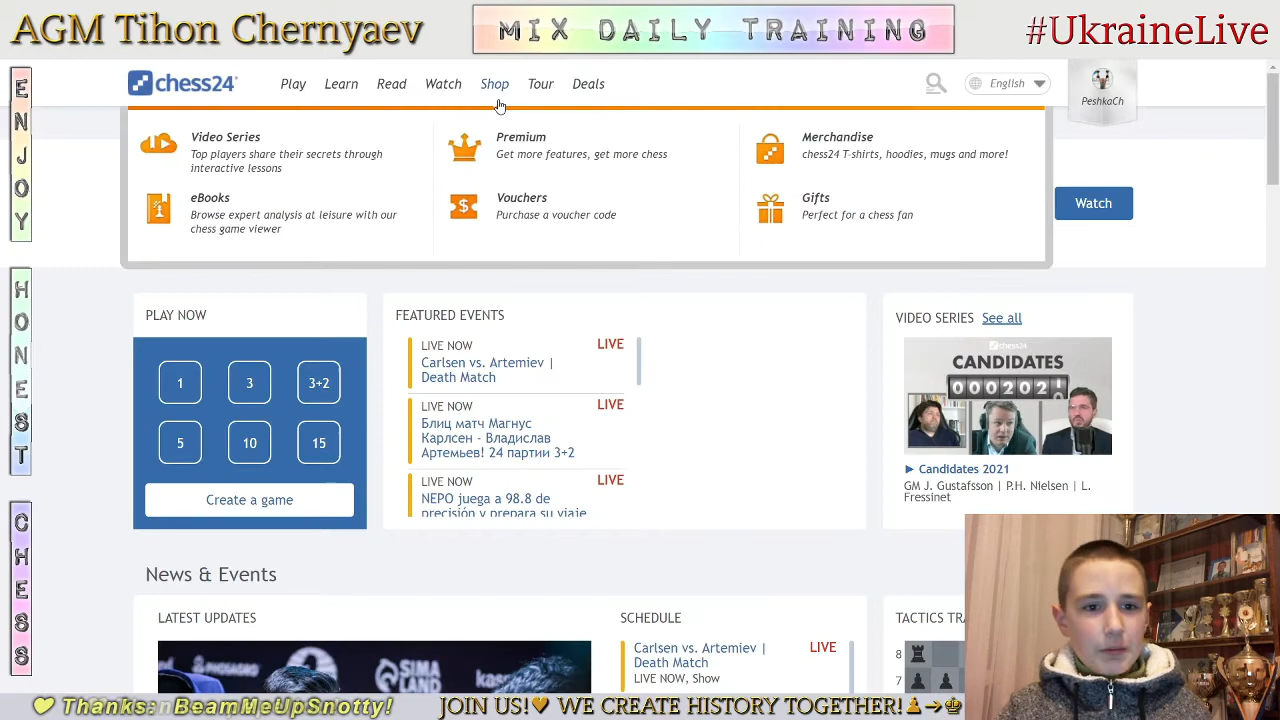 AGM Tihon Chernyaev
MIX DAILY TRAINING
#UkraineLive
ENJOY
HONEST
CHESS
chess24
Play
Learn
Read
Watch
Shop
Tour
Deals
English
PeshkaCh
Video Series
Top players share their secrets through
interactive lessons
eBooks
Browse expert analysis at leisure with our
chess game viewer
Premium
Get more features, get more chess
Vouchers
Purchase a voucher code
Merchandise
chess24 T-shirts, hoodies, mugs and more!
Gifts
Perfect for a chess fan
Watch
PLAY NOW
1
3
3+2
5
10
15
Create a game
FEATURED EVENTS
LIVE NOW
LIVE
Carlsen vs. Artemiev |
Death Match
LIVE NOW
LIVE
Блиц матч Магнус
Карлсен - Владислав
Артемьев! 24 партии 3+2
LIVE NOW
LIVE
NEPO juega a 98.8 de
precisión y prepara su viaje
VIDEO SERIES See all
chess24
CANDIDATES
Candidates 2021
GM J. Gustafsson | P.H. Nielsen | L.
Fressinet
News & Events
LATEST UPDATES
SIMA
LAND
SCHEDULE
Carlsen vs. Artemiev |
Death Match
LIVE
LIVE NOW, Show
TACTICS TRA
8
7
Thanks: BeamMeUpSnotty!
JOIN US! WE CREATE HISTORY TOGETHER!